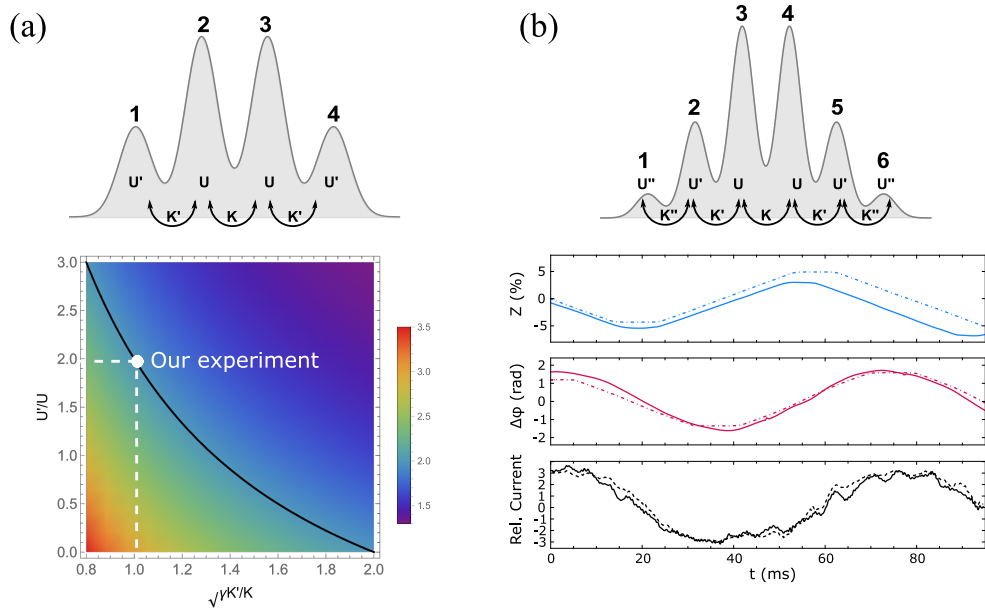 (a)
2 3
1 4
U' U U U'
K' K K'
3.0
2.5
2.0
1.5
1.0
0.5
0.0
U'/U
Our experiment
0.8 1.0 1.2 1.4 1.6 1.8 2.0
√γK'/K
3.5
3.0
2.5
2.0
1.5
(b)
3 4
2 5
1 6
U'' U' U U U' U''
K'' K' K K' K''
Z (%)
5
0
-5
Δφ (rad)
2
1
0
-1
-2
Rel. Current
3
2
1
0
-1
-2
-3
0 20 40 60 80
t (ms)